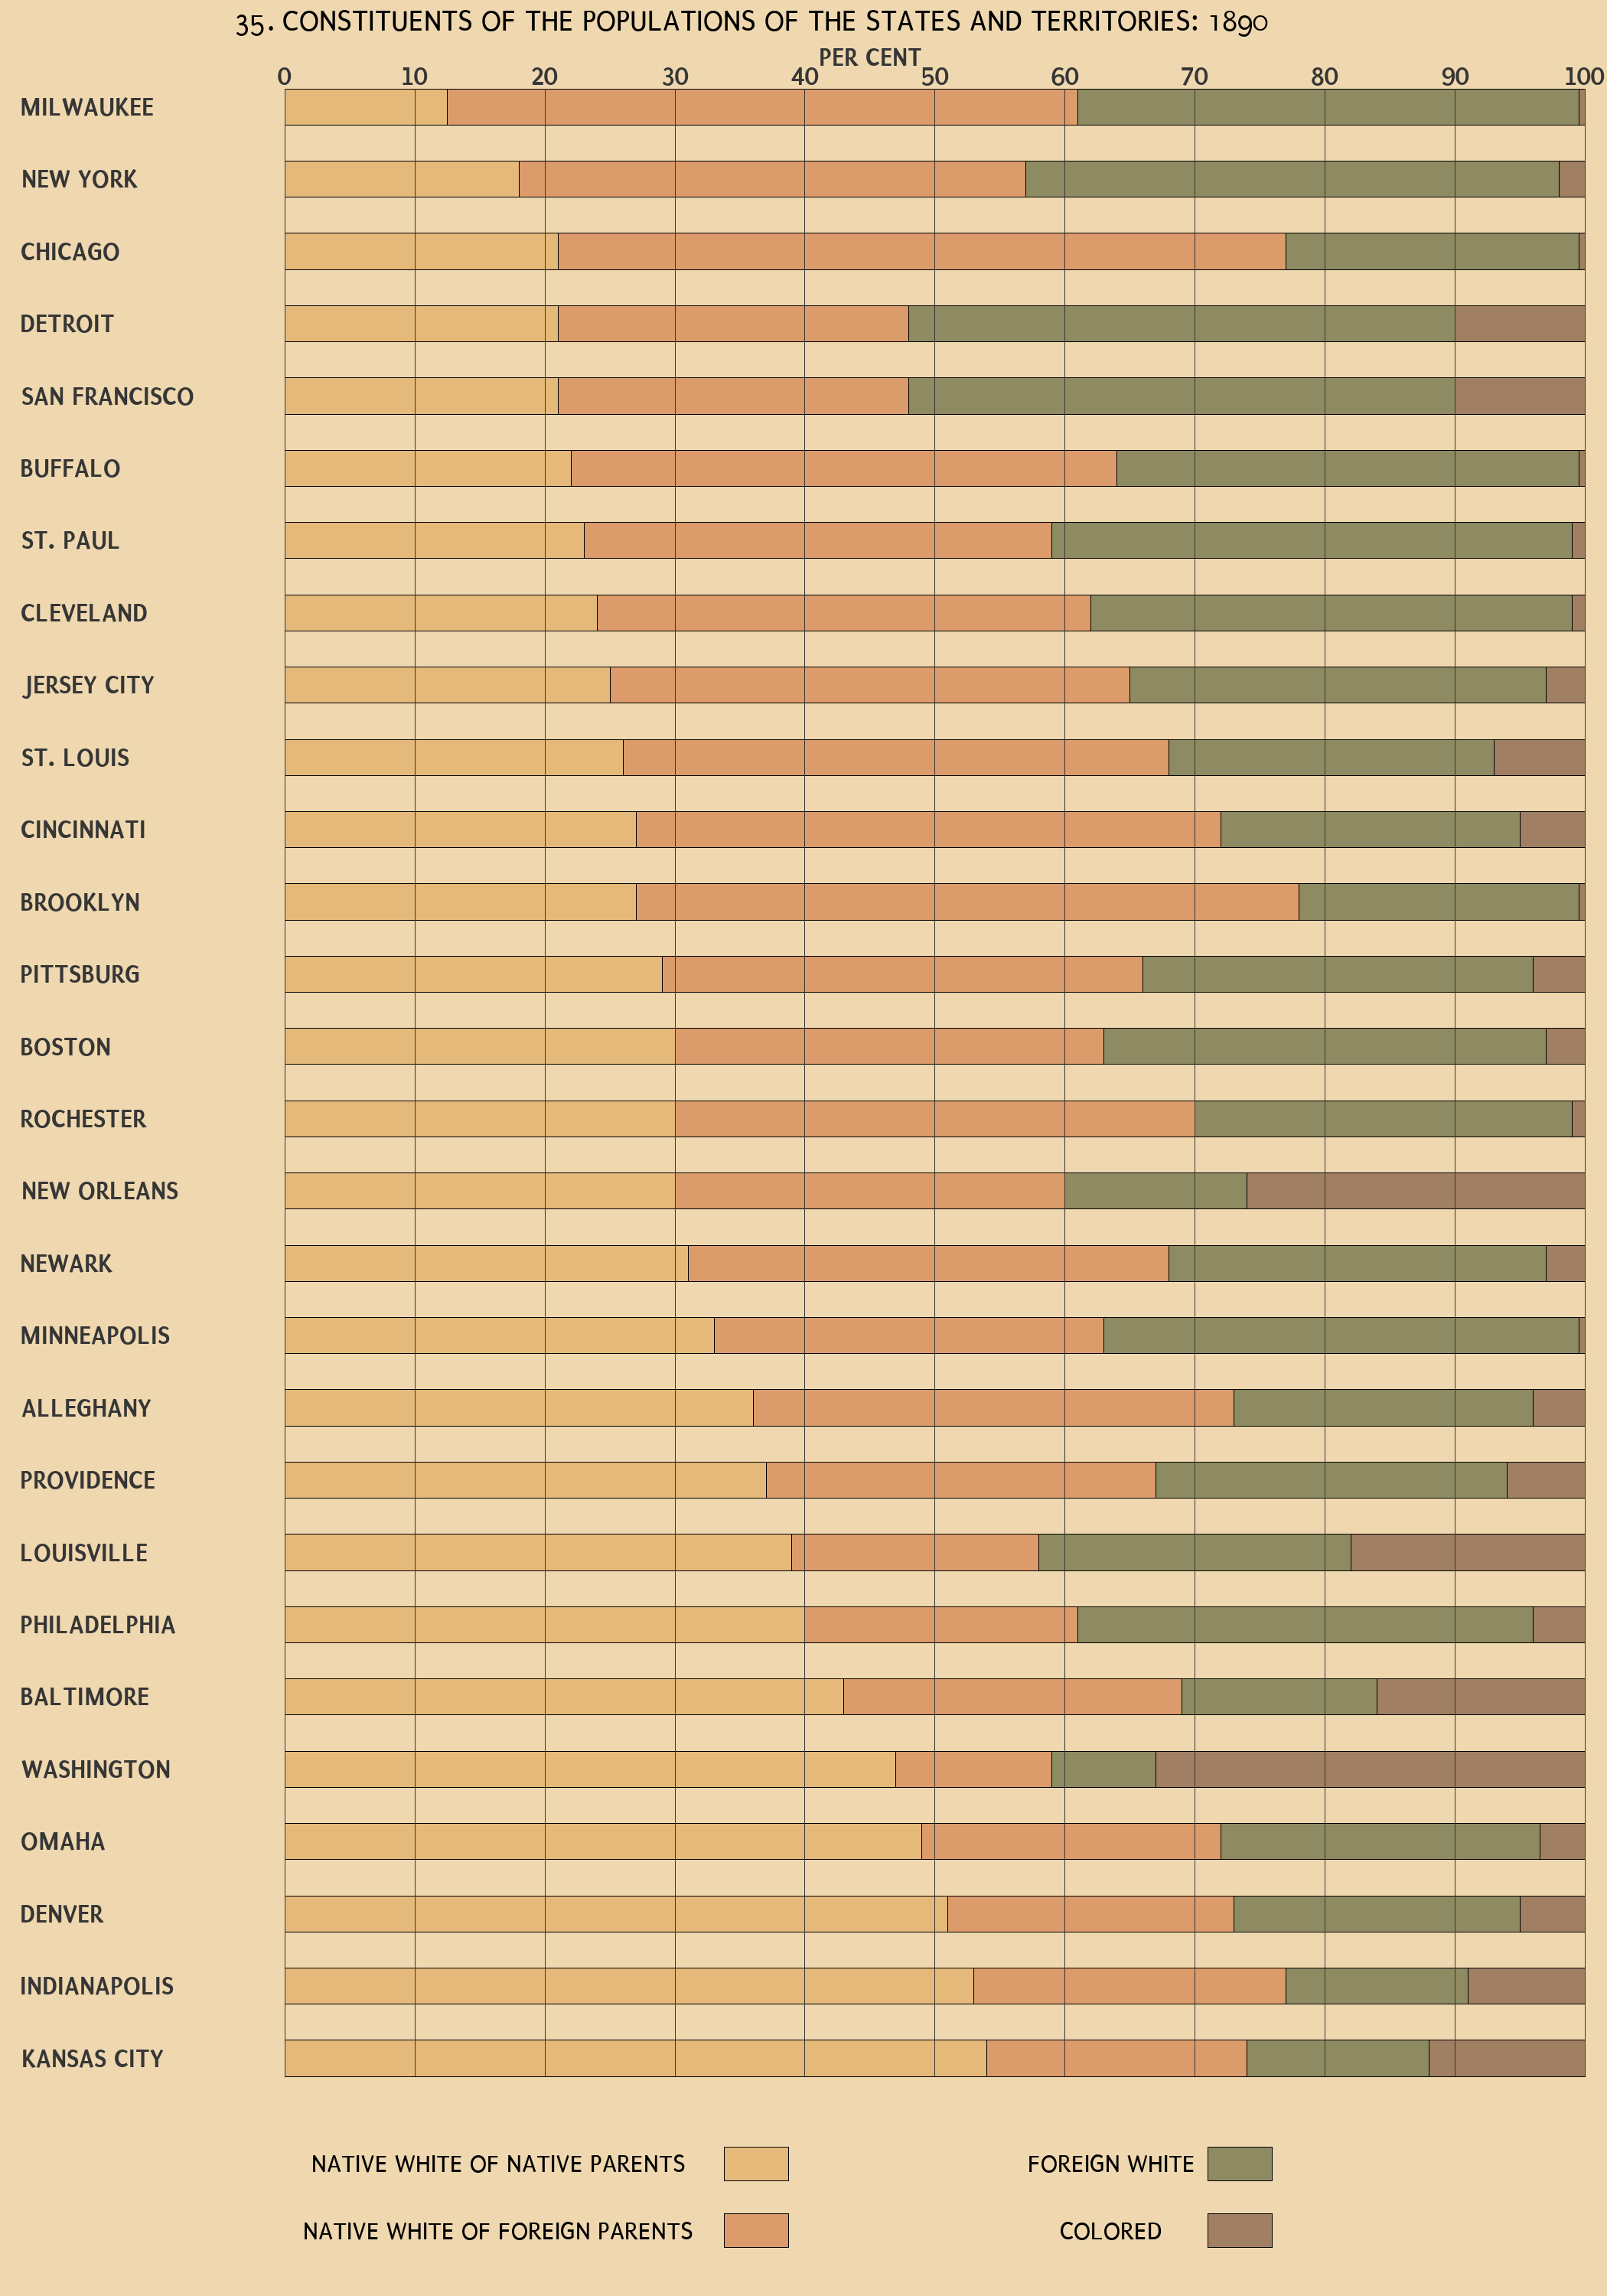 35. CONSTITUENTS OF THE POPULATIONS OF THE STATES AND TERRITORIES: 1890
PER CENT
0 10 20 30 40 50 60 70 80 90 100
MILWAUKEE
NEW YORK
CHICAGO
DETROIT
SAN FRANCISCO
BUFFALO
ST. PAUL
CLEVELAND
JERSEY CITY
ST. LOUIS
CINCINNATI
BROOKLYN
PITTSBURG
BOSTON
ROCHESTER
NEW ORLEANS
NEWARK
MINNEAPOLIS
ALLEGHANY
PROVIDENCE
LOUISVILLE
PHILADELPHIA
BALTIMORE
WASHINGTON
OMAHA
DENVER
INDIANAPOLIS
KANSAS CITY
NATIVE WHITE OF NATIVE PARENTS
FOREIGN WHITE
NATIVE WHITE OF FOREIGN PARENTS
COLORED